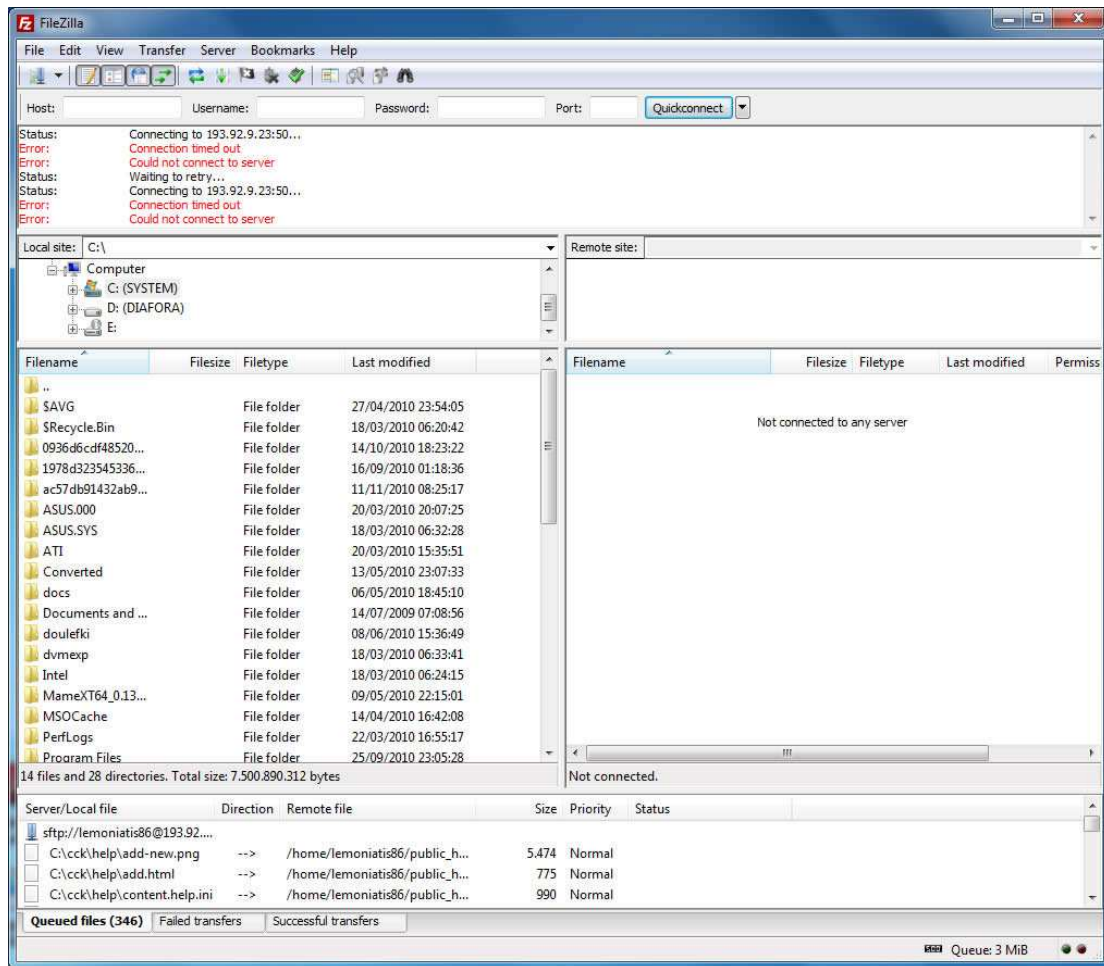 FileZilla
File Edit View Transfer Server Bookmarks Help
Host: Username: Password: Port: Quickconnect
Status: Connecting to 193.92.9.23:50...
Error: Connection timed out
Error: Could not connect to server
Status: Waiting to retry...
Status: Connecting to 193.92.9.23:50...
Error: Connection timed out
Error: Could not connect to server
Local site: C:\ Remote site:
Computer
C: (SYSTEM)
D: (DIAFORA)
E:
Filename Filesize Filetype Last modified
..
$AVG File folder 27/04/2010 23:54:05
$Recycle.Bin File folder 18/03/2010 06:20:42
0936d6cdf48520... File folder 14/10/2010 18:23:22
1978d323545336... File folder 16/09/2010 01:18:36
ac57db91432ab9... File folder 11/11/2010 08:25:17
ASUS.000 File folder 20/03/2010 20:07:25
ASUS.SYS File folder 18/03/2010 06:32:28
ATI File folder 20/03/2010 15:35:51
Converted File folder 13/05/2010 23:07:33
docs File folder 06/05/2010 18:45:10
Documents and ... File folder 14/07/2009 07:08:56
doulefki File folder 08/06/2010 15:36:49
dvmexp File folder 18/03/2010 06:33:41
Intel File folder 18/03/2010 06:24:15
MameXT64_0.13... File folder 09/05/2010 22:15:01
MSOCache File folder 14/04/2010 16:42:08
PerfLogs File folder 22/03/2010 16:55:17
Program Files File folder 25/09/2010 23:05:28
14 files and 28 directories. Total size: 7.500.890.312 bytes
Filename Filesize Filetype Last modified Permiss
Not connected to any server
Not connected.
Server/Local file Direction Remote file Size Priority Status
sftp://lemoniatis86@193.92....
C:\cck\help\add-new.png --> /home/lemoniatis86/public_h... 5.474 Normal
C:\cck\help\add.html --> /home/lemoniatis86/public_h... 775 Normal
C:\cck\help\content.help.ini --> /home/lemoniatis86/public_h... 990 Normal
Queued files (346) Failed transfers Successful transfers
Queue: 3 MiB